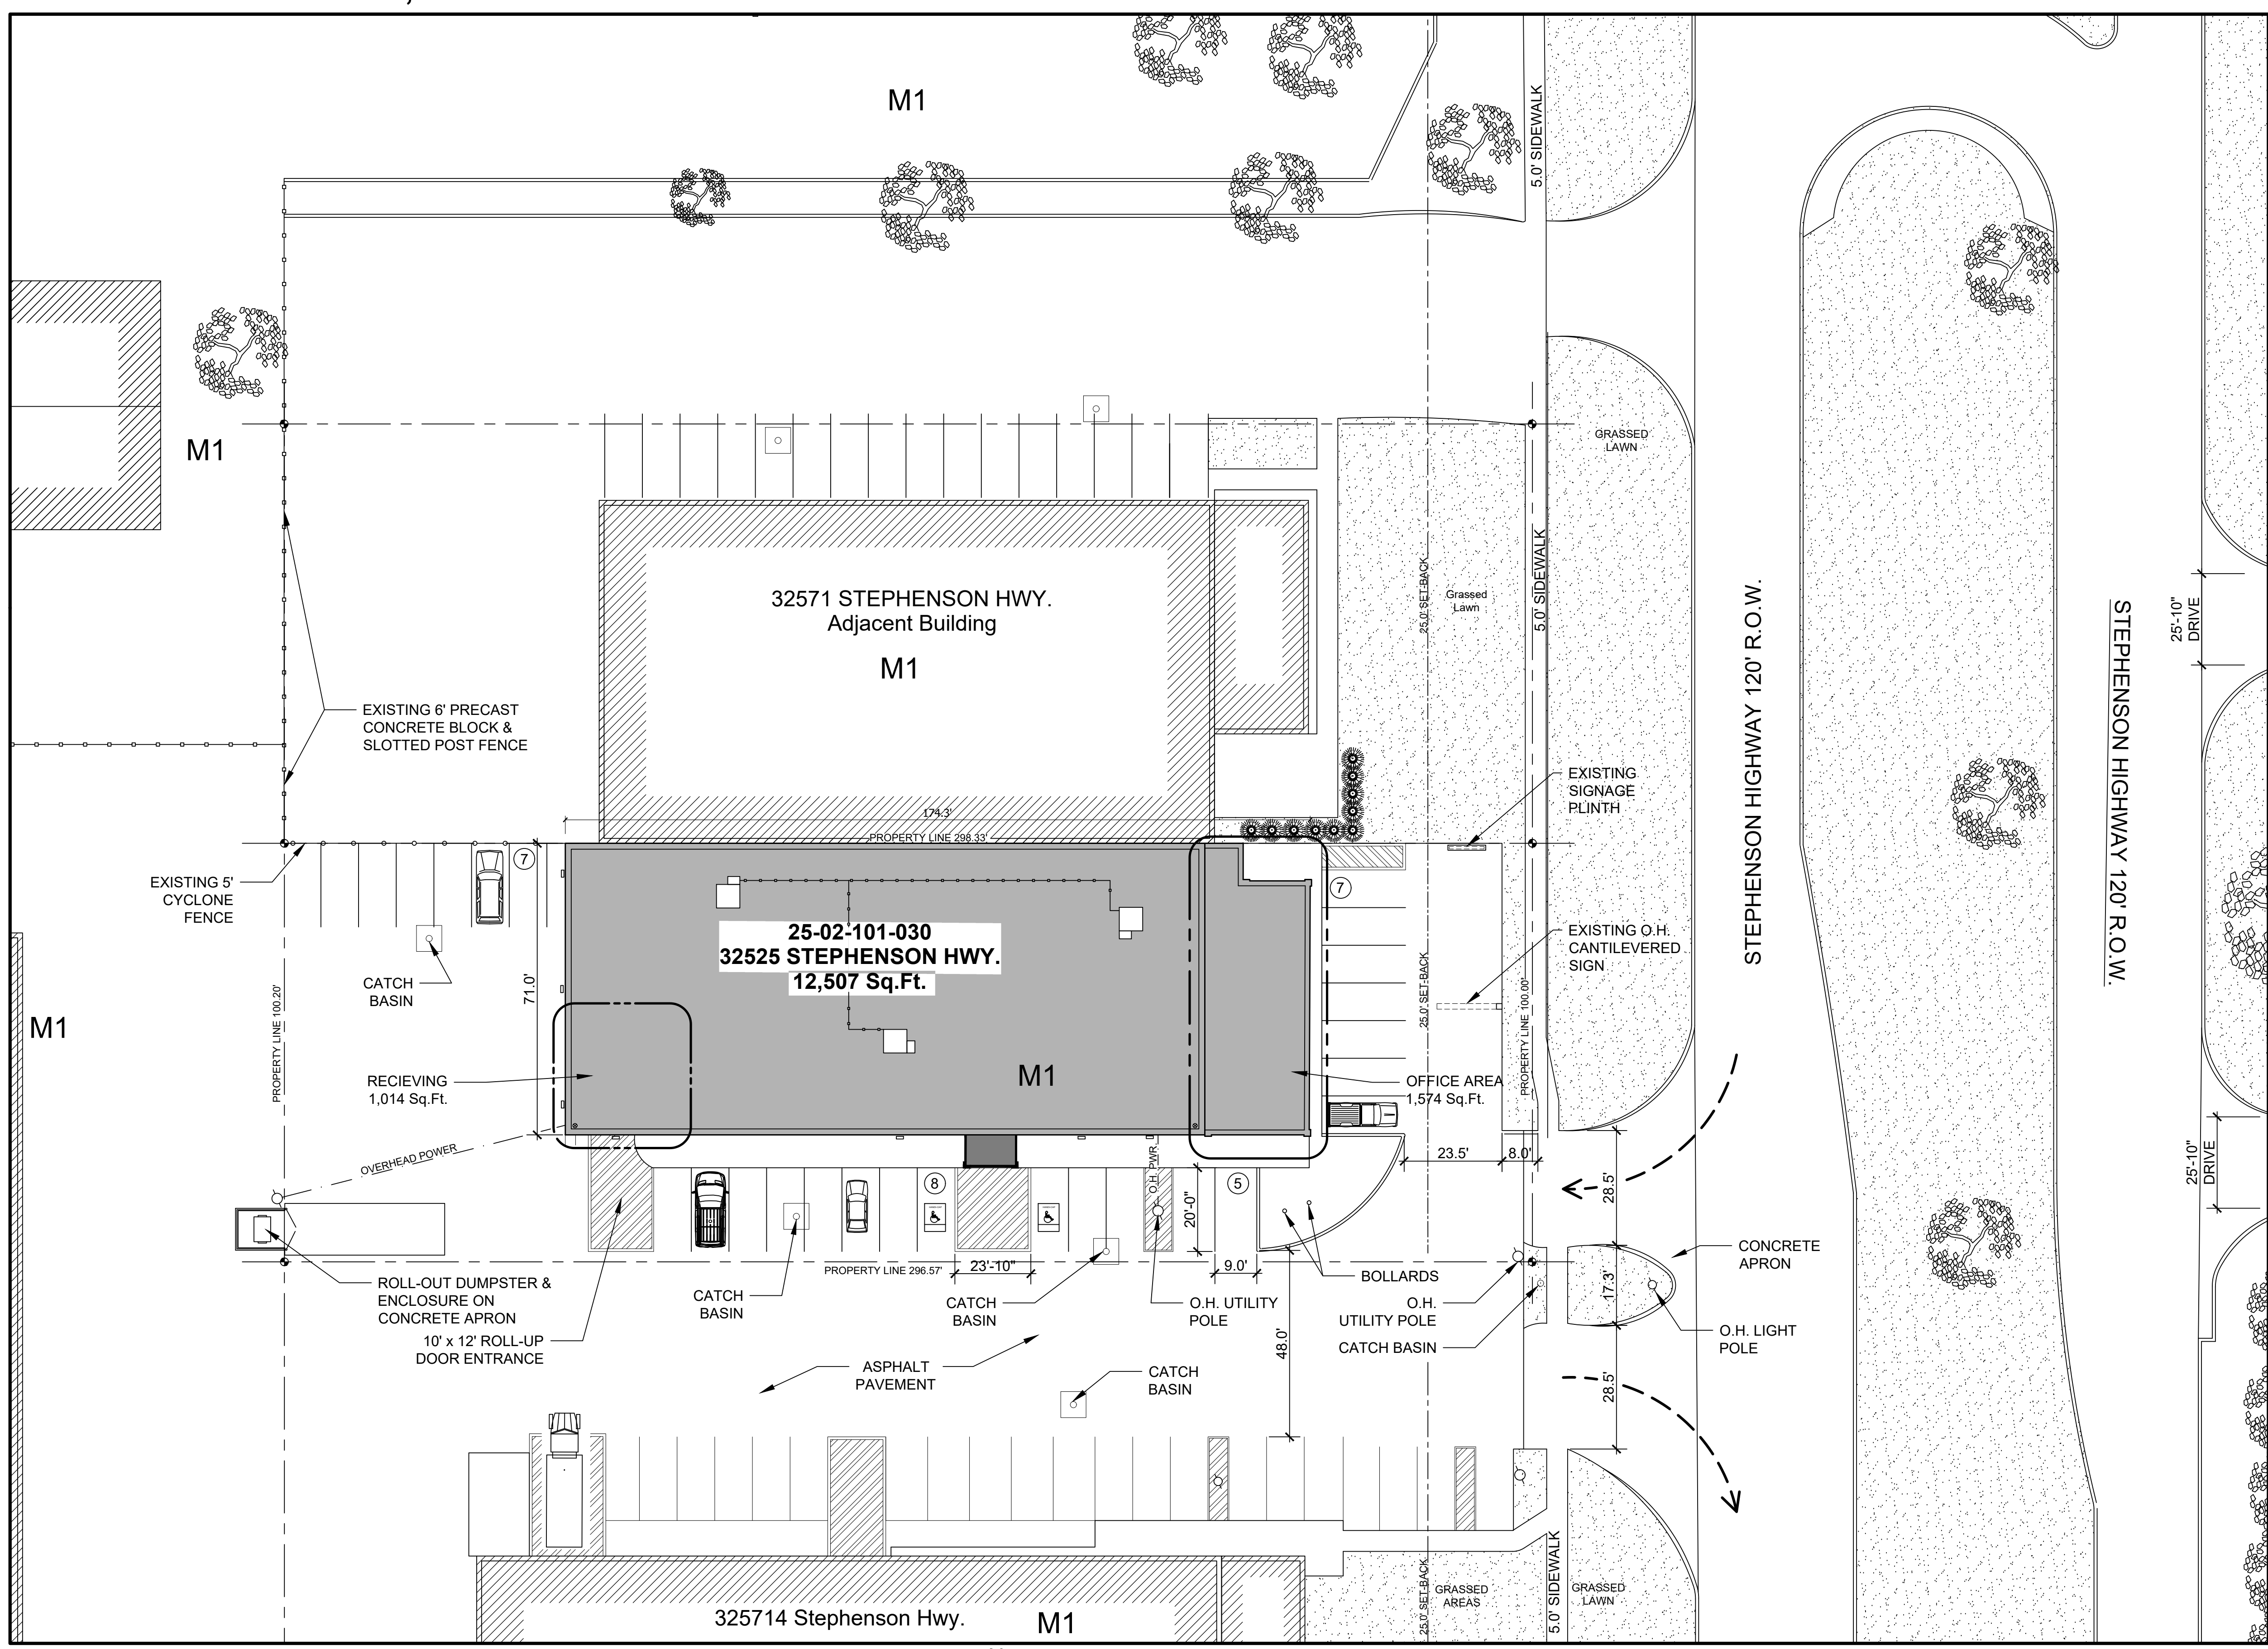 M1
5.0' SIDEWALK
M1
GRASSED
LAWN
32571 STEPHENSON HWY.
Adjacent Building
M1
25.0' SET-BACK
Grassed
Lawn
5.0' SIDEWALK
STEPHENSON HIGHWAY 120' R.O.W.
STEPHENSON HIGHWAY 120' R.O.W.
25'-10"
DRIVE
EXISTING 6' PRECAST
CONCRETE BLOCK &
SLOTTED POST FENCE
EXISTING
SIGNAGE
PLINTH
174.3'
PROPERTY LINE 298.33'
7
7
EXISTING 5'
CYCLONE
FENCE
CATCH
BASIN
71.0'
25-02-101-030
32525 STEPHENSON HWY.
12,507 Sq.Ft.
EXISTING O.H.
CANTILEVERED
SIGN
25.0' SET-BACK
PROPERTY LINE 100.00'
PROPERTY LINE 100.20'
M1
M1
RECIEVING
1,014 Sq.Ft.
OFFICE AREA
1,574 Sq.Ft.
OVERHEAD POWER
O.H. PWR.
23.5'
8.0'
25'-10"
DRIVE
8
5
20'-0"
28.5'
PROPERTY LINE 296.57'
23'-10"
9.0'
BOLLARDS
CONCRETE
APRON
ROLL-OUT DUMPSTER &
ENCLOSURE ON
CONCRETE APRON
CATCH
BASIN
CATCH
BASIN
O.H. UTILITY
POLE
O.H.
UTILITY POLE
17.3'
10' x 12' ROLL-UP
DOOR ENTRANCE
48.0'
CATCH BASIN
O.H. LIGHT
POLE
ASPHALT
PAVEMENT
CATCH
BASIN
28.5'
325714 Stephenson Hwy.
M1
25.0' SET-BACK
GRASSED
AREAS
5.0' SIDEWALK
GRASSED
LAWN